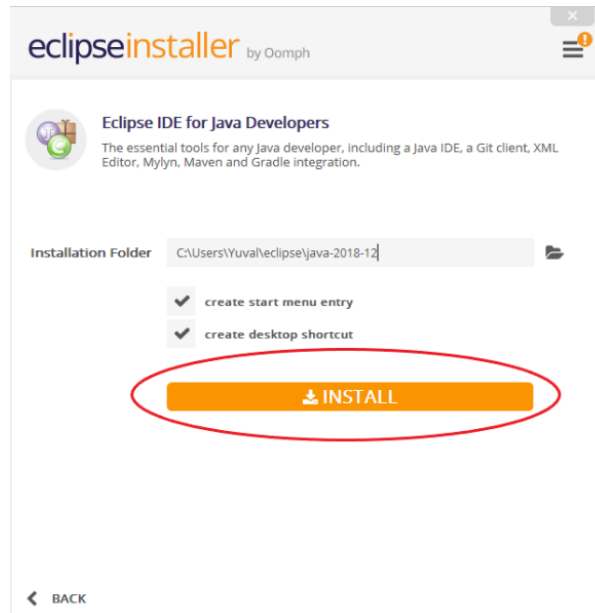 eclipseinstaller by Oomph
Eclipse IDE for Java Developers
The essential tools for any Java developer, including a Java IDE, a Git client, XML
Editor, Mylyn, Maven and Gradle integration.
Installation Folder C:\Users\Yuval\eclipse\java-2018-12
create start menu entry
create desktop shortcut
INSTALL
BACK